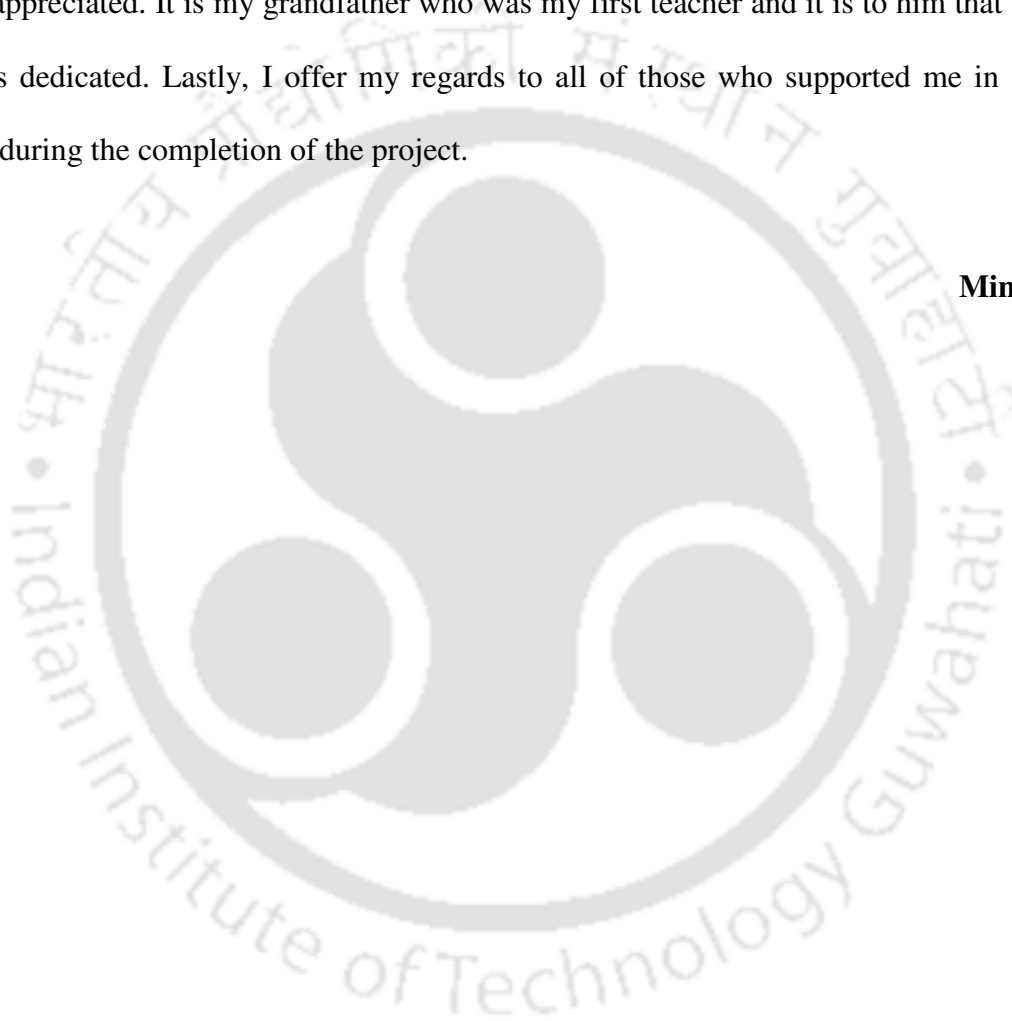 appreciated. It is my grandfather who was my first teacher and it is to him that
s dedicated. Lastly, I offer my regards to all of those who supported me in
during the completion of the project.
Min
भारतीय प्रौद्योगिकी संस्थान गुवाहाटी
• Indian Institute of Technology Guwahati •